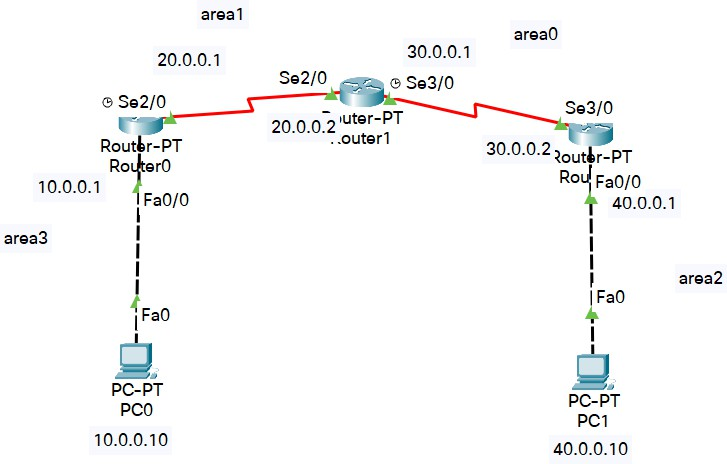 area1
area0
20.0.0.1
30.0.0.1
Se2/0
Se3/0
Se2/0
Se3/0
20.0.0.2
Router-PT
30.0.0.2
Router-PT
Router0
10.0.0.1
Fa0/0
Fa0/0
40.0.0.1
area3
area2
Fa0
Fa0
PC-PT
PC0
10.0.0.10
PC-PT
PC1
40.0.0.10